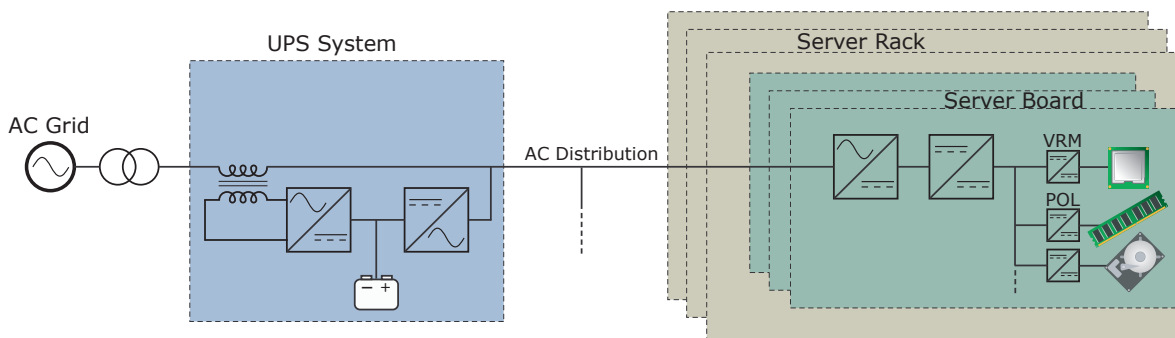 UPS System
Server Rack
Server Board
AC Grid
AC Distribution
VRM
POL
− +